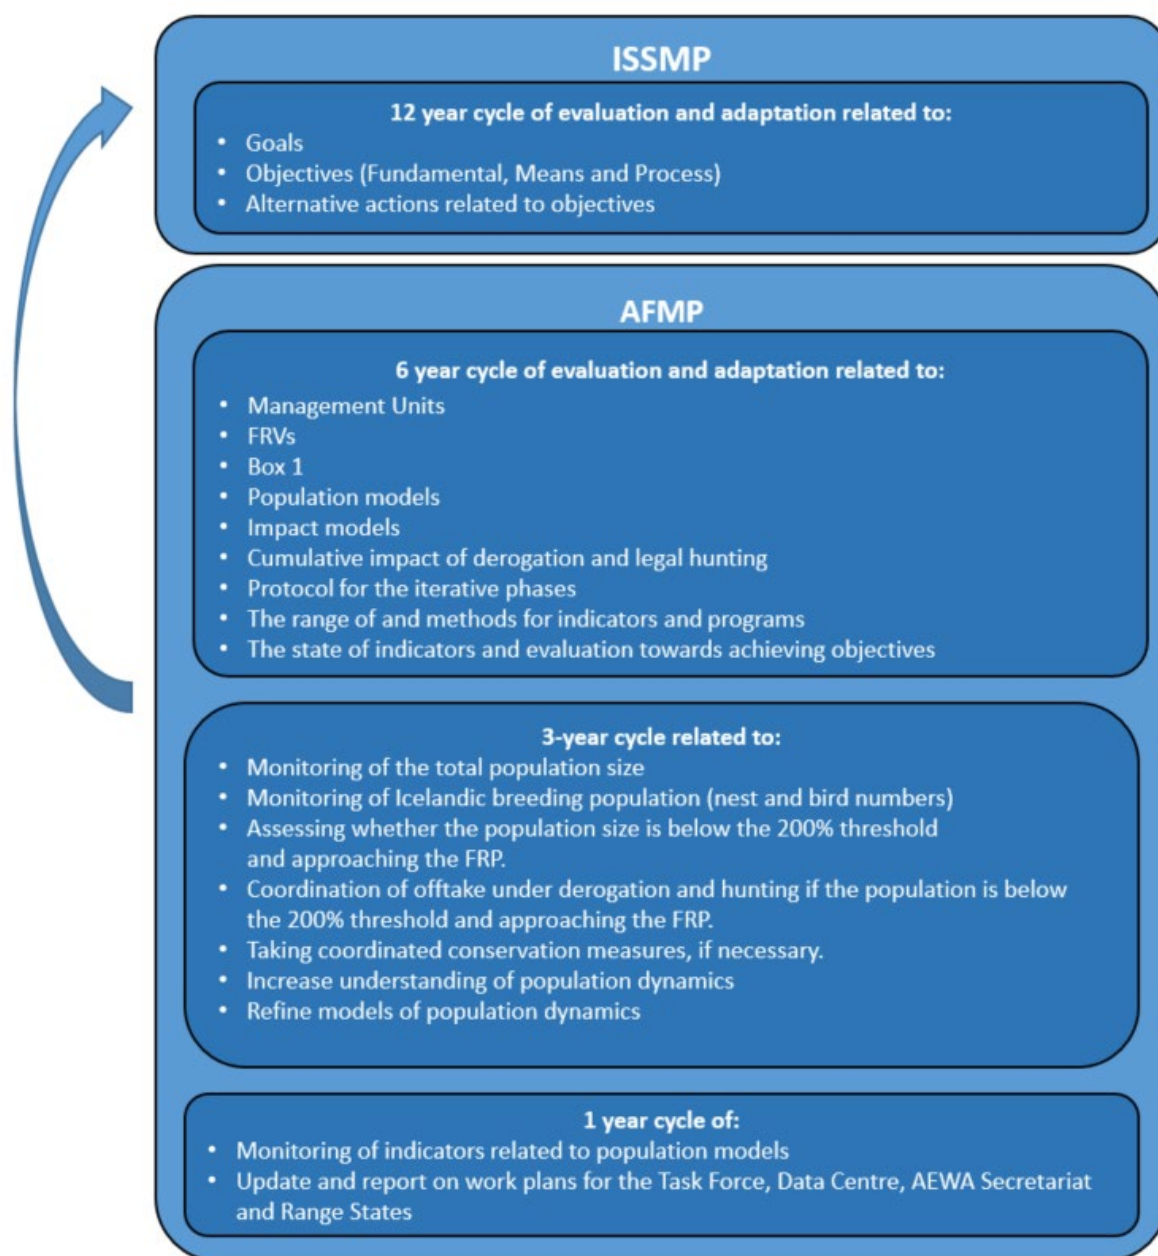 ISSMP
12 year cycle of evaluation and adaptation related to:
• Goals
• Objectives (Fundamental, Means and Process)
• Alternative actions related to objectives
AFMP
6 year cycle of evaluation and adaptation related to:
• Management Units
• FRVs
• Box 1
• Population models
• Impact models
• Cumulative impact of derogation and legal hunting
• Protocol for the iterative phases
• The range of and methods for indicators and programs
• The state of indicators and evaluation towards achieving objectives
3-year cycle related to:
• Monitoring of the total population size
• Monitoring of Icelandic breeding population (nest and bird numbers)
• Assessing whether the population size is below the 200% threshold
and approaching the FRP.
• Coordination of offtake under derogation and hunting if the population is below
the 200% threshold and approaching the FRP.
• Taking coordinated conservation measures, if necessary.
• Increase understanding of population dynamics
• Refine models of population dynamics
1 year cycle of:
• Monitoring of indicators related to population models
• Update and report on work plans for the Task Force, Data Centre, AEWA Secretariat
and Range States